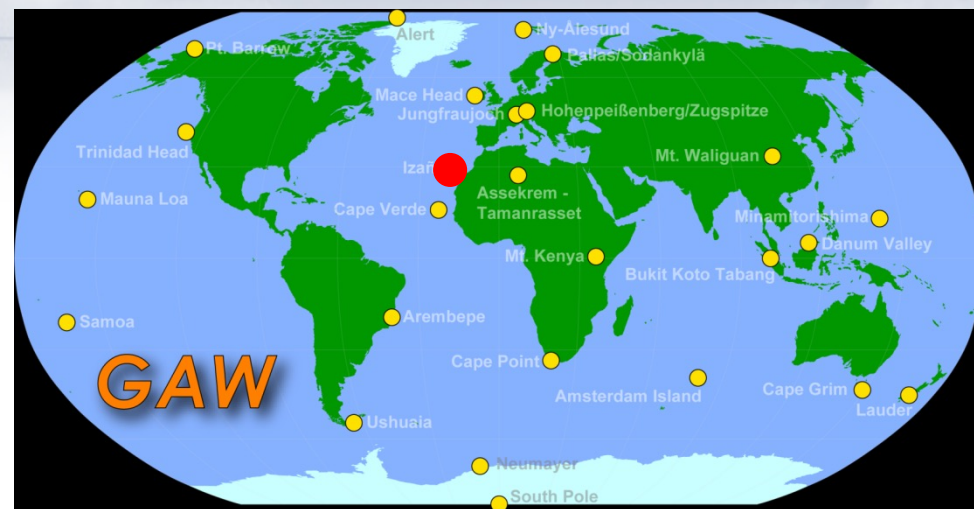 Alert
Ny-Ålesund
Pt. Barrow
Pallas/Sodankylä
Mace Head
Jungfraujoch
Hohenpeißenberg/Zugspitze
Trinidad Head
Mt. Waliguan
Mauna Loa
Assekrem -
Tamanrasset
Cape Verde
Minamitorishima
Danum Valley
Mt. Kenya
Bukit Koto Tabang
Samoa
Arembepe
GAW
Cape Point
Amsterdam Island
Cape Grim
Lauder
Ushuaia
Neumayer
South Pole